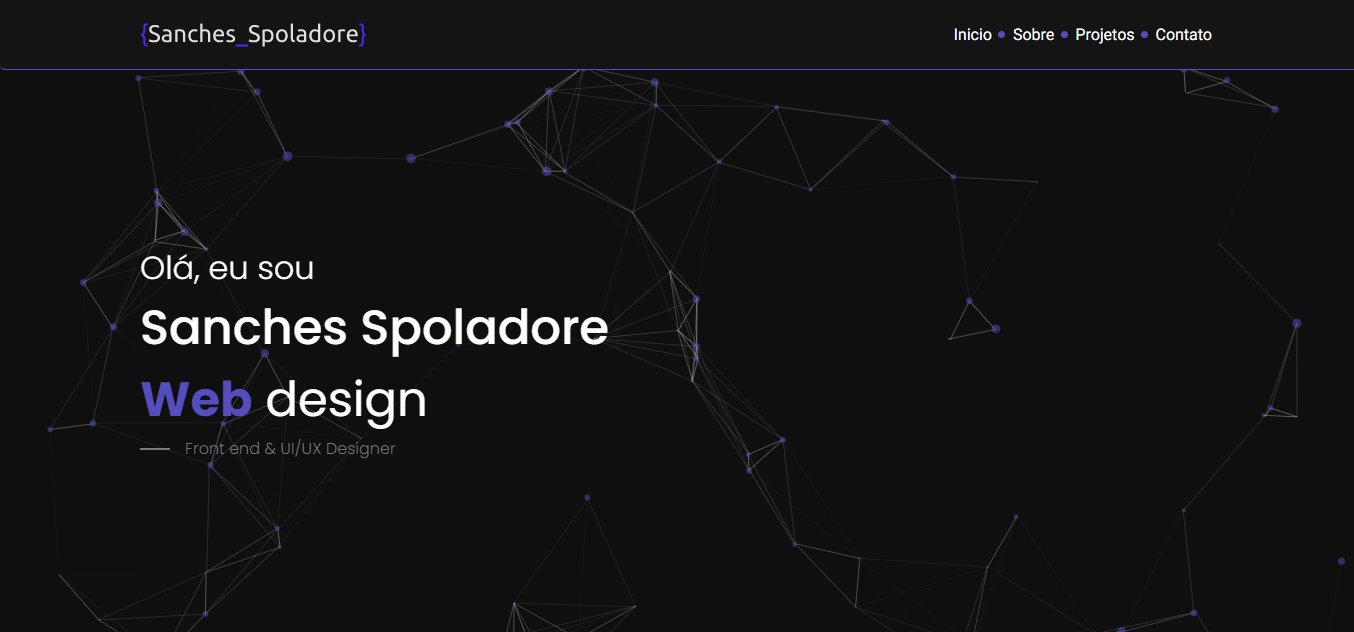 {Sanches_Spoladore}
Inicio Sobre Projetos Contato
Olá, eu sou
Sanches Spoladore
Web design
Front end & UI/UX Designer